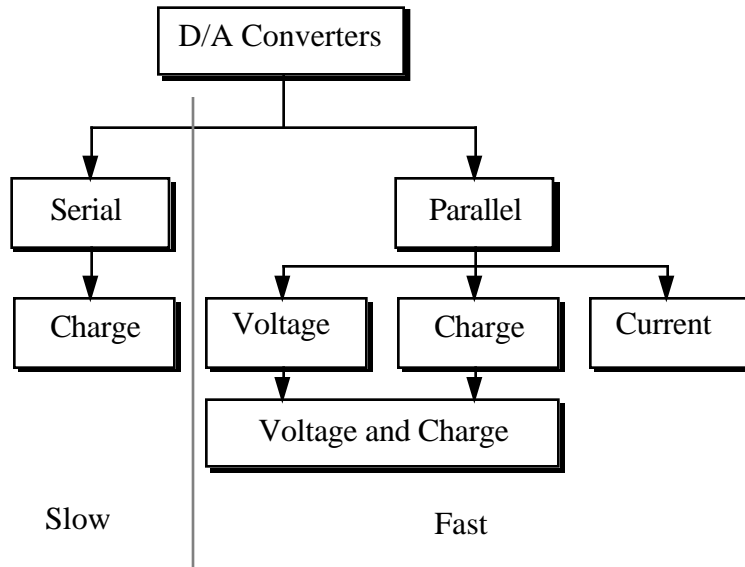 D/A Converters
Serial
Parallel
Charge
Voltage
Charge
Current
Voltage and Charge
Slow
Fast